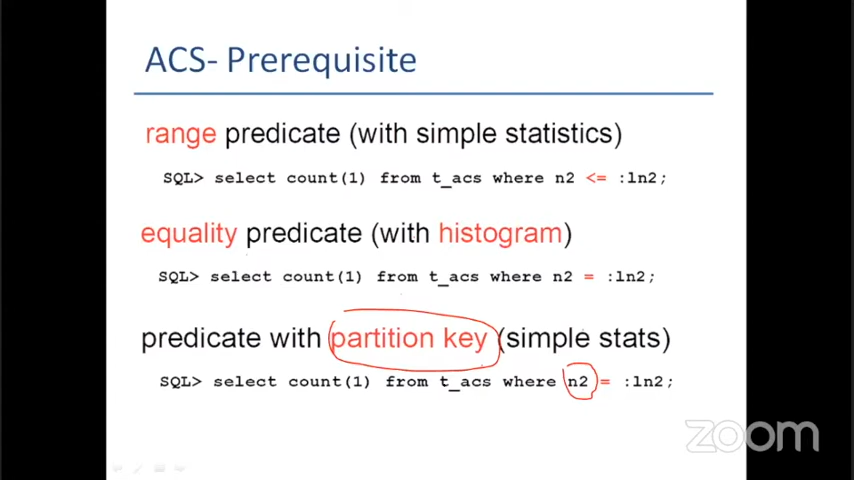 ACS- Prerequisite
range predicate (with simple statistics)
SQL> select count(1) from t_acs where n2 <= :ln2;
equality predicate (with histogram)
SQL> select count(1) from t_acs where n2 = :ln2;
predicate with partition key (simple stats)
SQL> select count(1) from t_acs where n2 = :ln2;
zoom